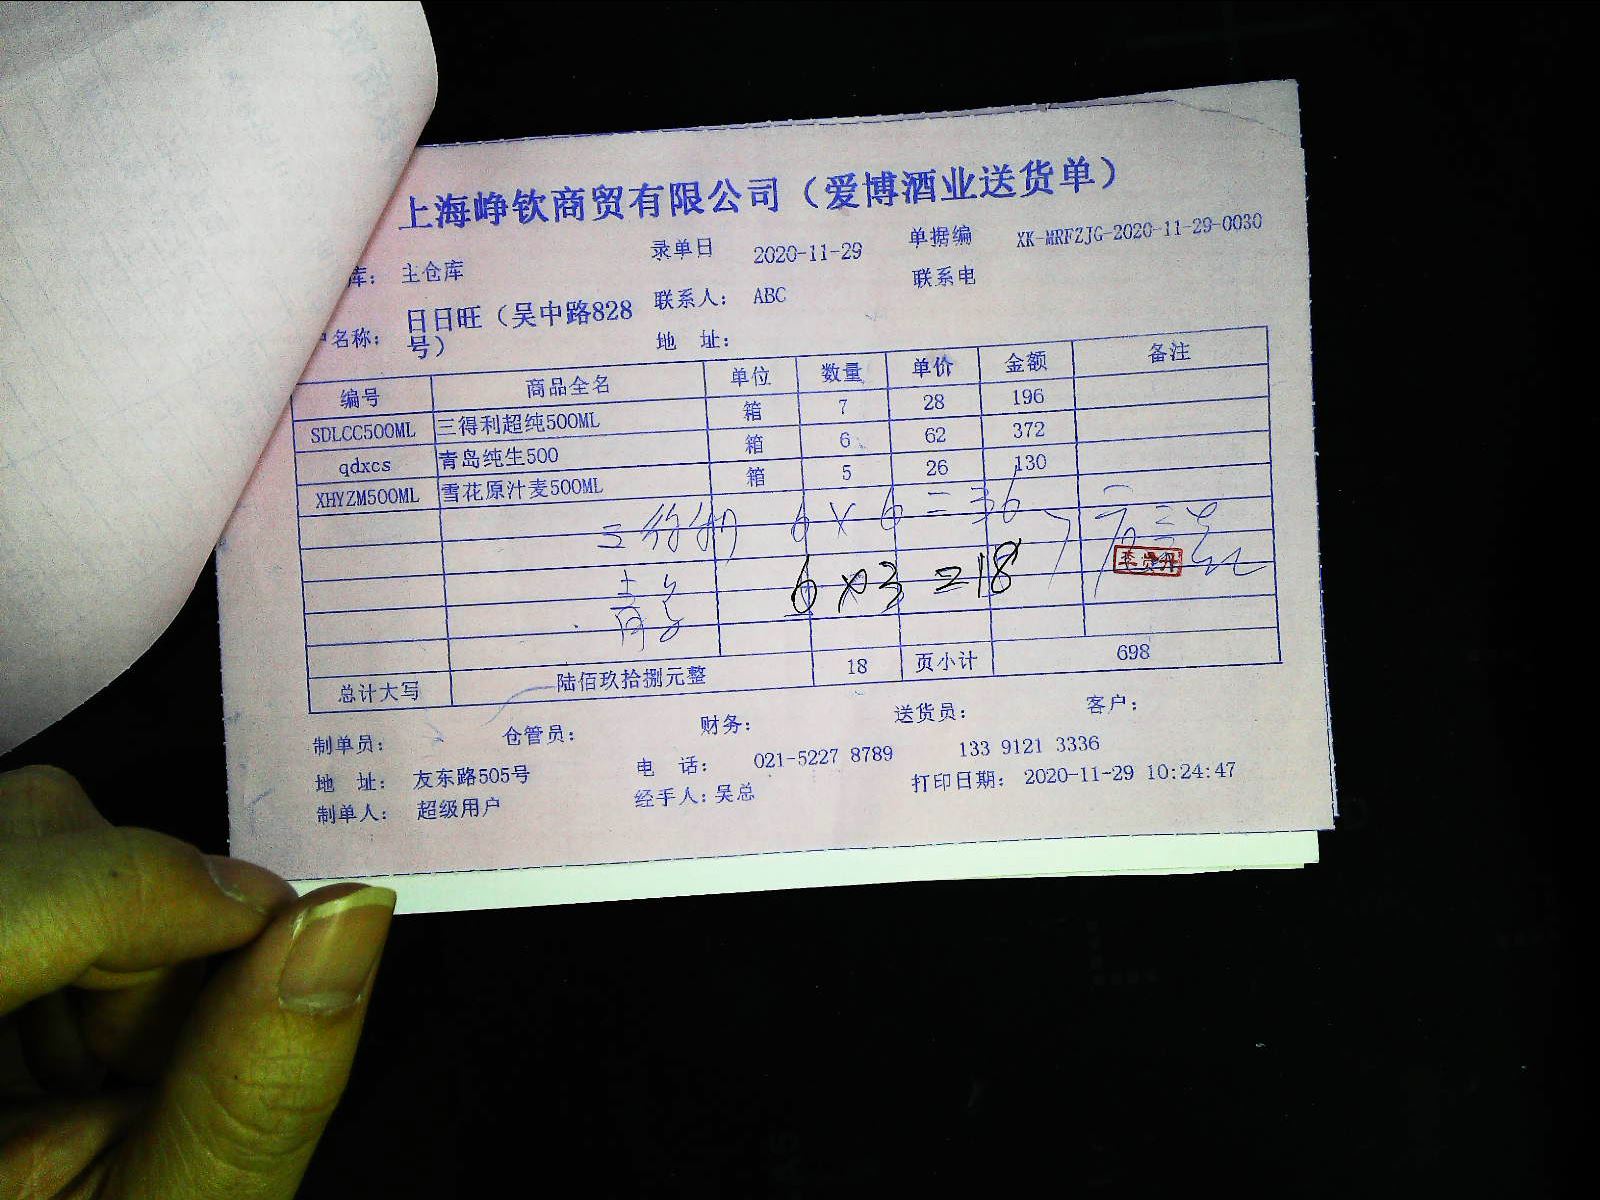 上海峥钦商贸有限公司（爱博酒业送货单）
库： 主仓库 录单日 2020-11-29 单据编 XK-MRFZJG-2020-11-29-0030
名称： 日日旺（吴中路828号） 联系人： ABC 联系电
地 址：
编号 商品全名 单位 数量 单价 金额 备注
SDLCC500ML 三得利超纯500ML 箱 7 28 196
qdxcs 青岛纯生500 箱 6 62 372
XHYZM500ML 雪花原汁麦500ML 箱 5 26 130
三得利 6×6=36
青岛 6×3=18
总计大写 陆佰玖拾捌元整 18 页小计 698
制单员： 仓管员： 财务： 送货员： 客户：
地 址： 友东路505号 电 话： 021-5227 8789 133 9121 3336
制单人： 超级用户 经手人：吴总 打印日期： 2020-11-29 10:24:47